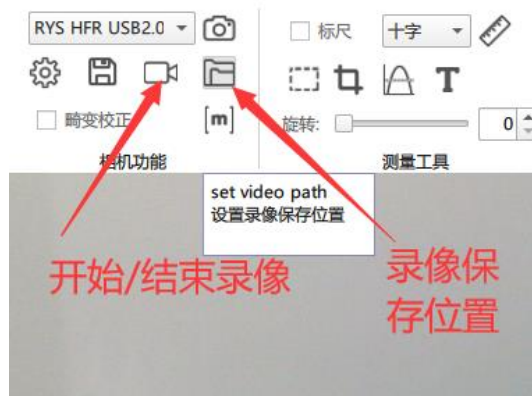 RYS HFR USB2.0
标尺
十字
T
畸变校正
[m]
旋转:
0
相机功能
测量工具
set video path
设置录像保存位置
开始/结束录像
录像保
存位置